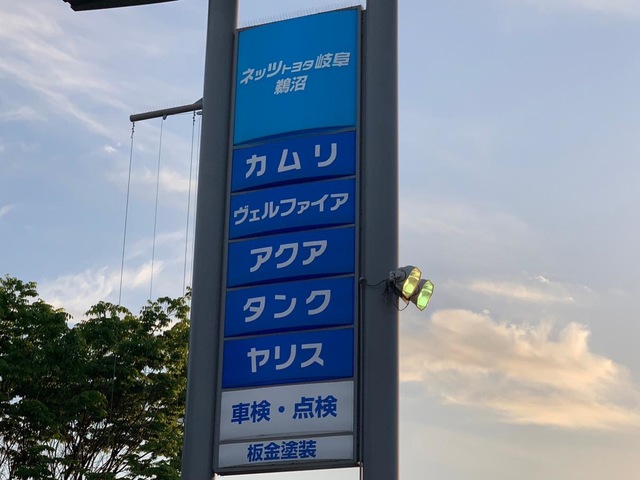 ネッツトヨタ岐阜
鵜沼
カムリ
ヴェルファイア
アクア
タンク
ヤリス
車検・点検
板金塗装